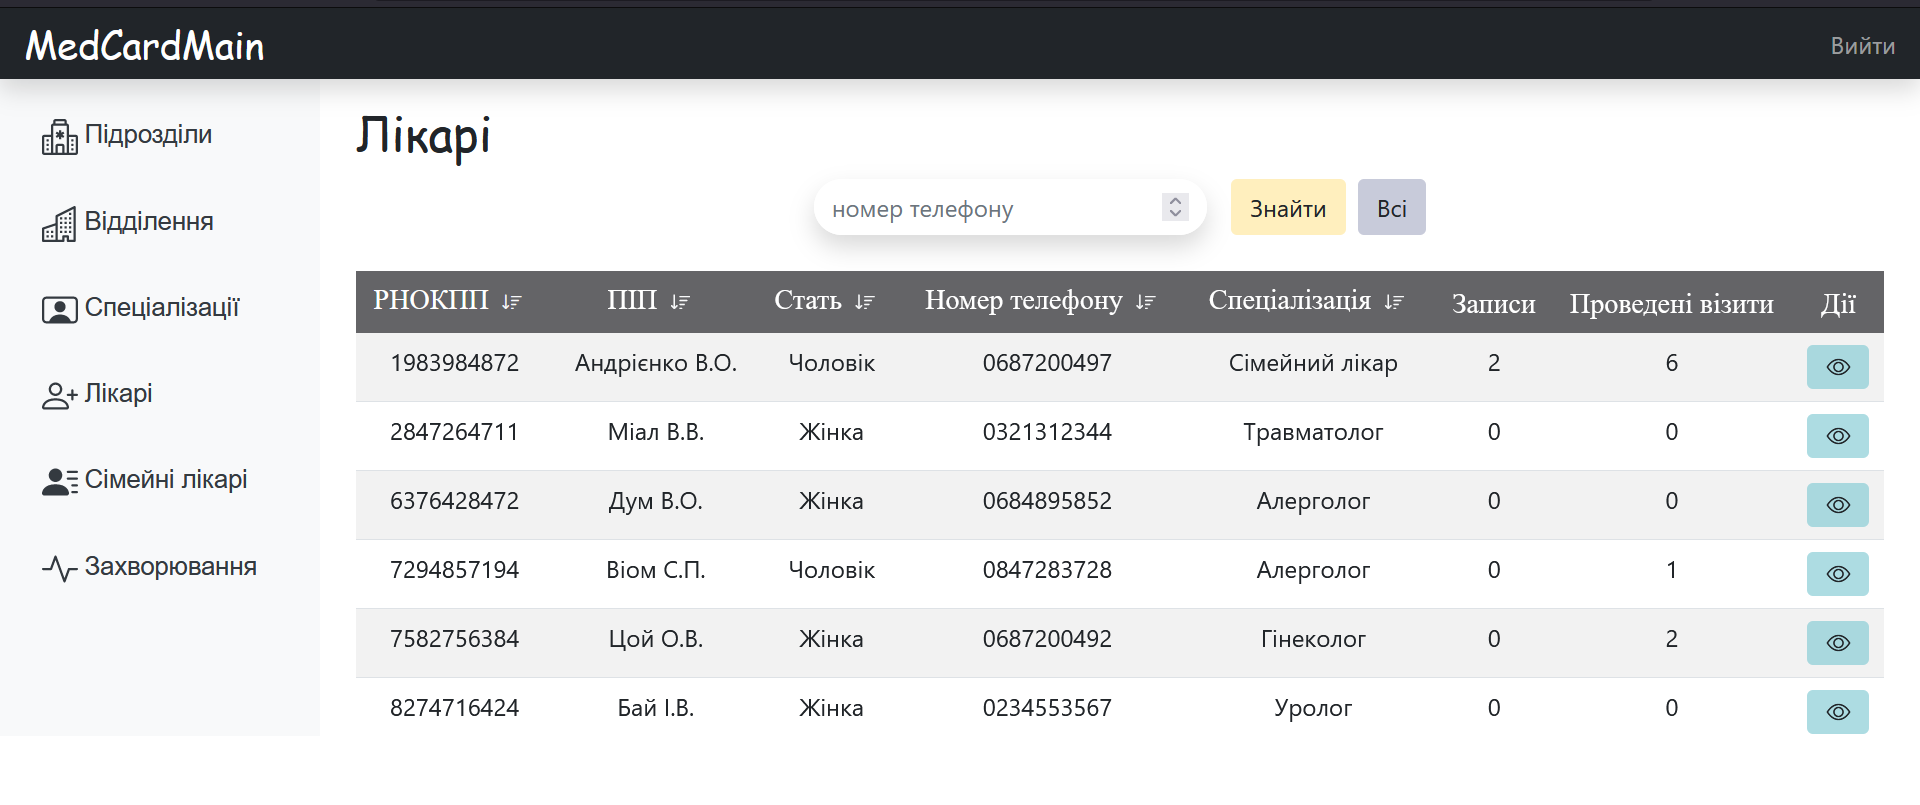 MedCardMain
Вийти
Підрозділи
Відділення
Спеціалізації
Лікарі
Сімейні лікарі
Захворювання
Лікарі
номер телефону
Знайти
Всі
РНОКПП ПІП Стать Номер телефону Спеціалізація Записи Проведені візити Дії
1983984872 Андрієнко В.О. Чоловік 0687200497 Сімейний лікар 2 6
2847264711 Міал В.В. Жінка 0321312344 Травматолог 0 0
6376428472 Дум В.О. Жінка 0684895852 Алерголог 0 0
7294857194 Віом С.П. Чоловік 0847283728 Алерголог 0 1
7582756384 Цой О.В. Жінка 0687200492 Гінеколог 0 2
8274716424 Бай І.В. Жінка 0234553567 Уролог 0 0